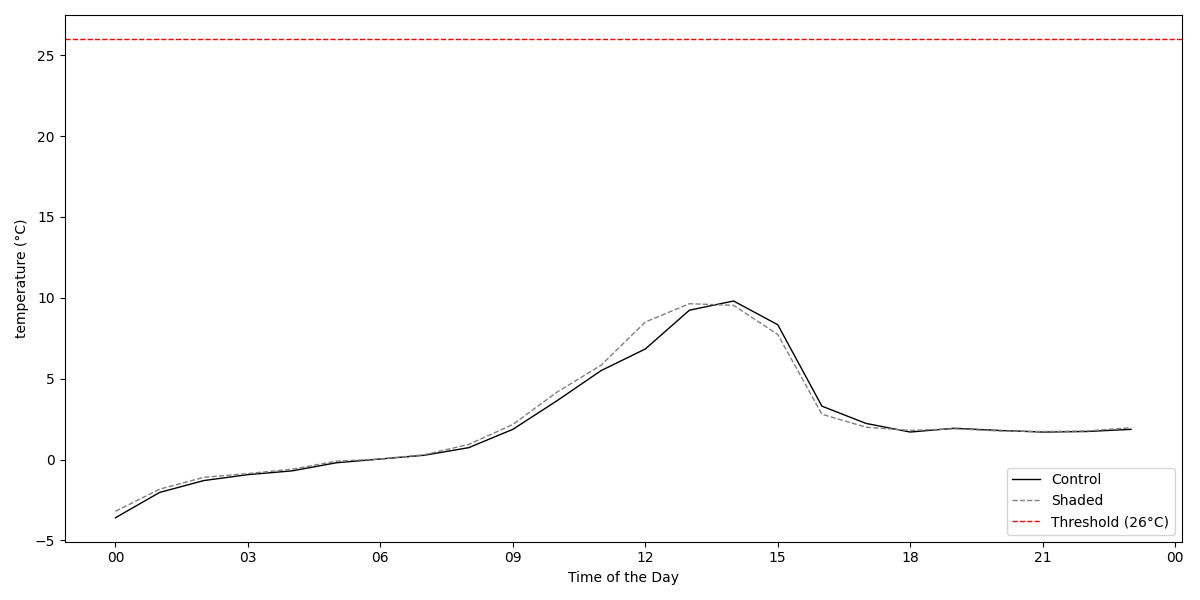 25
20
15
10
5
0
−5
temperature (°C)
00 03 06 09 12 15 18 21 00
Time of the Day
Control
Shaded
Threshold (26°C)